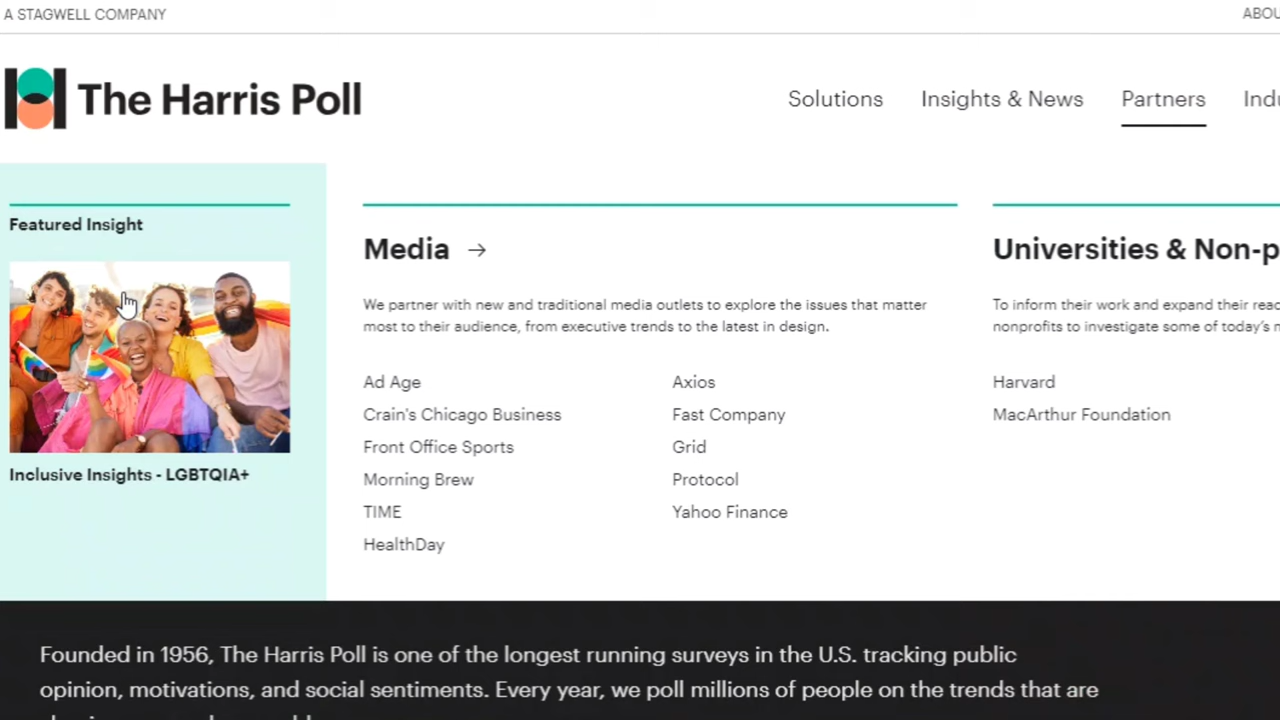 A STAGWELL COMPANY
The Harris Poll
Solutions
Insights & News
Partners
Featured Insight
Inclusive Insights - LGBTQIA+
Media →
We partner with new and traditional media outlets to explore the issues that matter
most to their audience, from executive trends to the latest in design.
Ad Age
Crain's Chicago Business
Front Office Sports
Morning Brew
TIME
HealthDay
Axios
Fast Company
Grid
Protocol
Yahoo Finance
Universities & Non-p
To inform their work and expand their
nonprofits to investigate some of today's
Harvard
MacArthur Foundation
Founded in 1956, The Harris Poll is one of the longest running surveys in the U.S. tracking public
opinion, motivations, and social sentiments. Every year, we poll millions of people on the trends that are